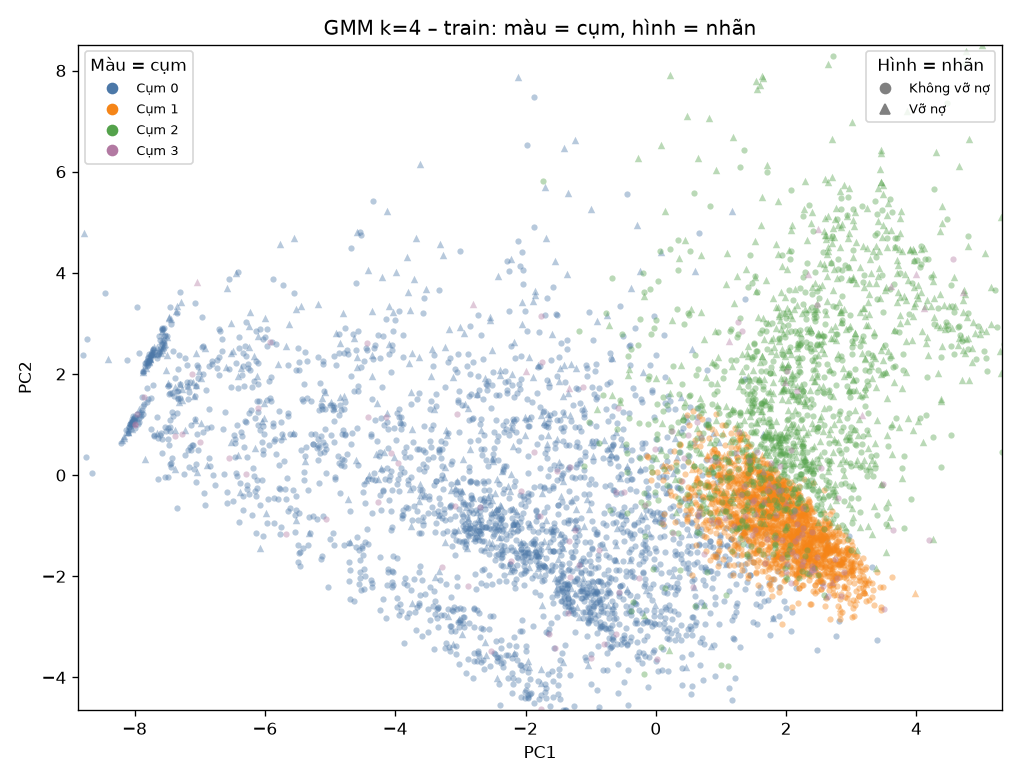 GMM k=4 – train: màu = cụm, hình = nhãn
Màu = cụm
Cụm 0
Cụm 1
Cụm 2
Cụm 3
Hình = nhãn
Không vỡ nợ
Vỡ nợ
8
6
4
2
0
−2
−4
PC2
−8
−6
−4
−2
0
2
4
PC1